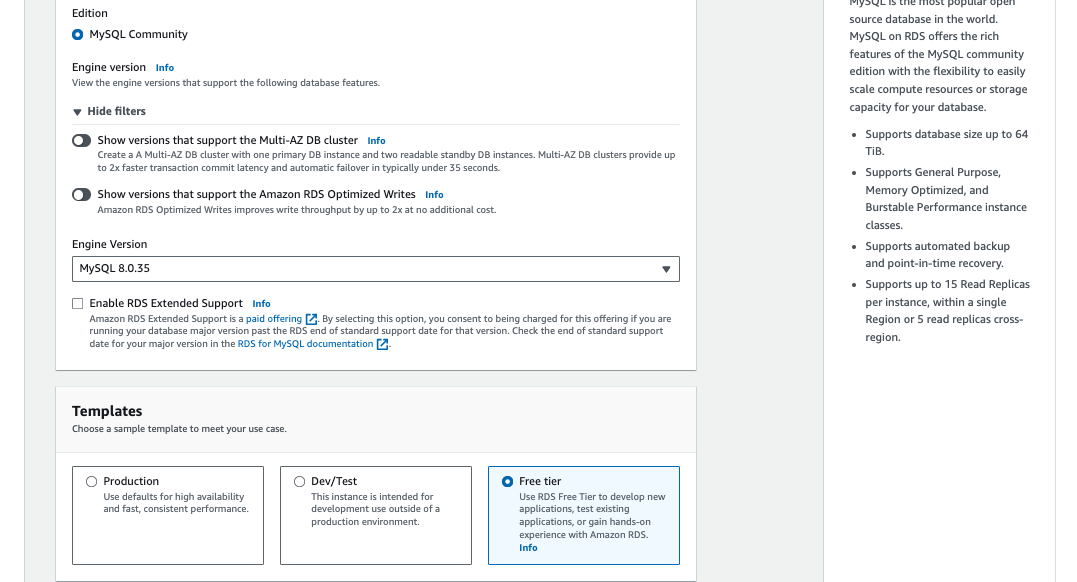 Edition
MySQL Community
Engine version Info
View the engine versions that support the following database features.
Hide filters
Show versions that support the Multi-AZ DB cluster Info
Create a A Multi-AZ DB cluster with one primary DB instance and two readable standby DB instances. Multi-AZ DB clusters provide up
to 2x faster transaction commit latency and automatic failover in typically under 35 seconds.
Show versions that support the Amazon RDS Optimized Writes Info
Amazon RDS Optimized Writes improves write throughput by up to 2x at no additional cost.
Engine Version
MySQL 8.0.35
Enable RDS Extended Support Info
Amazon RDS Extended Support is a paid offering. By selecting this option, you consent to being charged for this offering if you are
running your database major version past the RDS end of standard support date for that version. Check the end of standard support
date for your major version in the RDS for MySQL documentation.
Templates
Choose a sample template to meet your use case.
Production
Use defaults for high availability
and fast, consistent performance.
Dev/Test
This instance is intended for
development use outside of a
production environment.
Free tier
Use RDS Free Tier to develop new
applications, test existing
applications, or gain hands-on
experience with Amazon RDS.
Info
MySQL is the most popular open
source database in the world.
MySQL on RDS offers the rich
features of the MySQL community
edition with the flexibility to easily
scale compute resources or storage
capacity for your database.
• Supports database size up to 64
TiB.
• Supports General Purpose,
Memory Optimized, and
Burstable Performance instance
classes.
• Supports automated backup
and point-in-time recovery.
• Supports up to 15 Read Replicas
per instance, within a single
Region or 5 read replicas cross-
region.